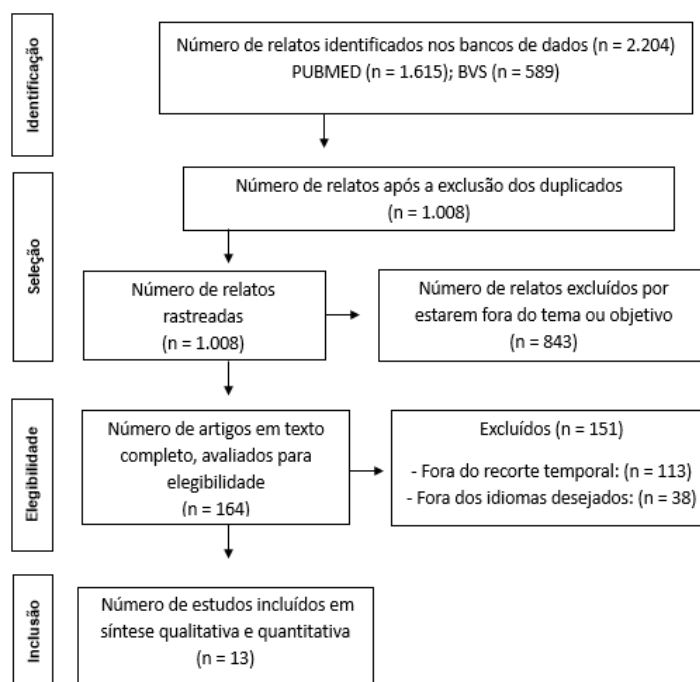 Identificação
Número de relatos identificados nos bancos de dados (n = 2.204)
PUBMED (n = 1.615); BVS (n = 589)
Seleção
Número de relatos após a exclusão dos duplicados
(n = 1.008)
Número de relatos
rastreadas
(n = 1.008)
Número de relatos excluídos por
estarem fora do tema ou objetivo
(n = 843)
Elegibilidade
Número de artigos em texto
completo, avaliados para
elegibilidade
(n = 164)
Excluídos (n = 151)
- Fora do recorte temporal: (n = 113)
- Fora dos idiomas desejados: (n = 38)
Inclusão
Número de estudos incluídos em
síntese qualitativa e quantitativa
(n = 13)